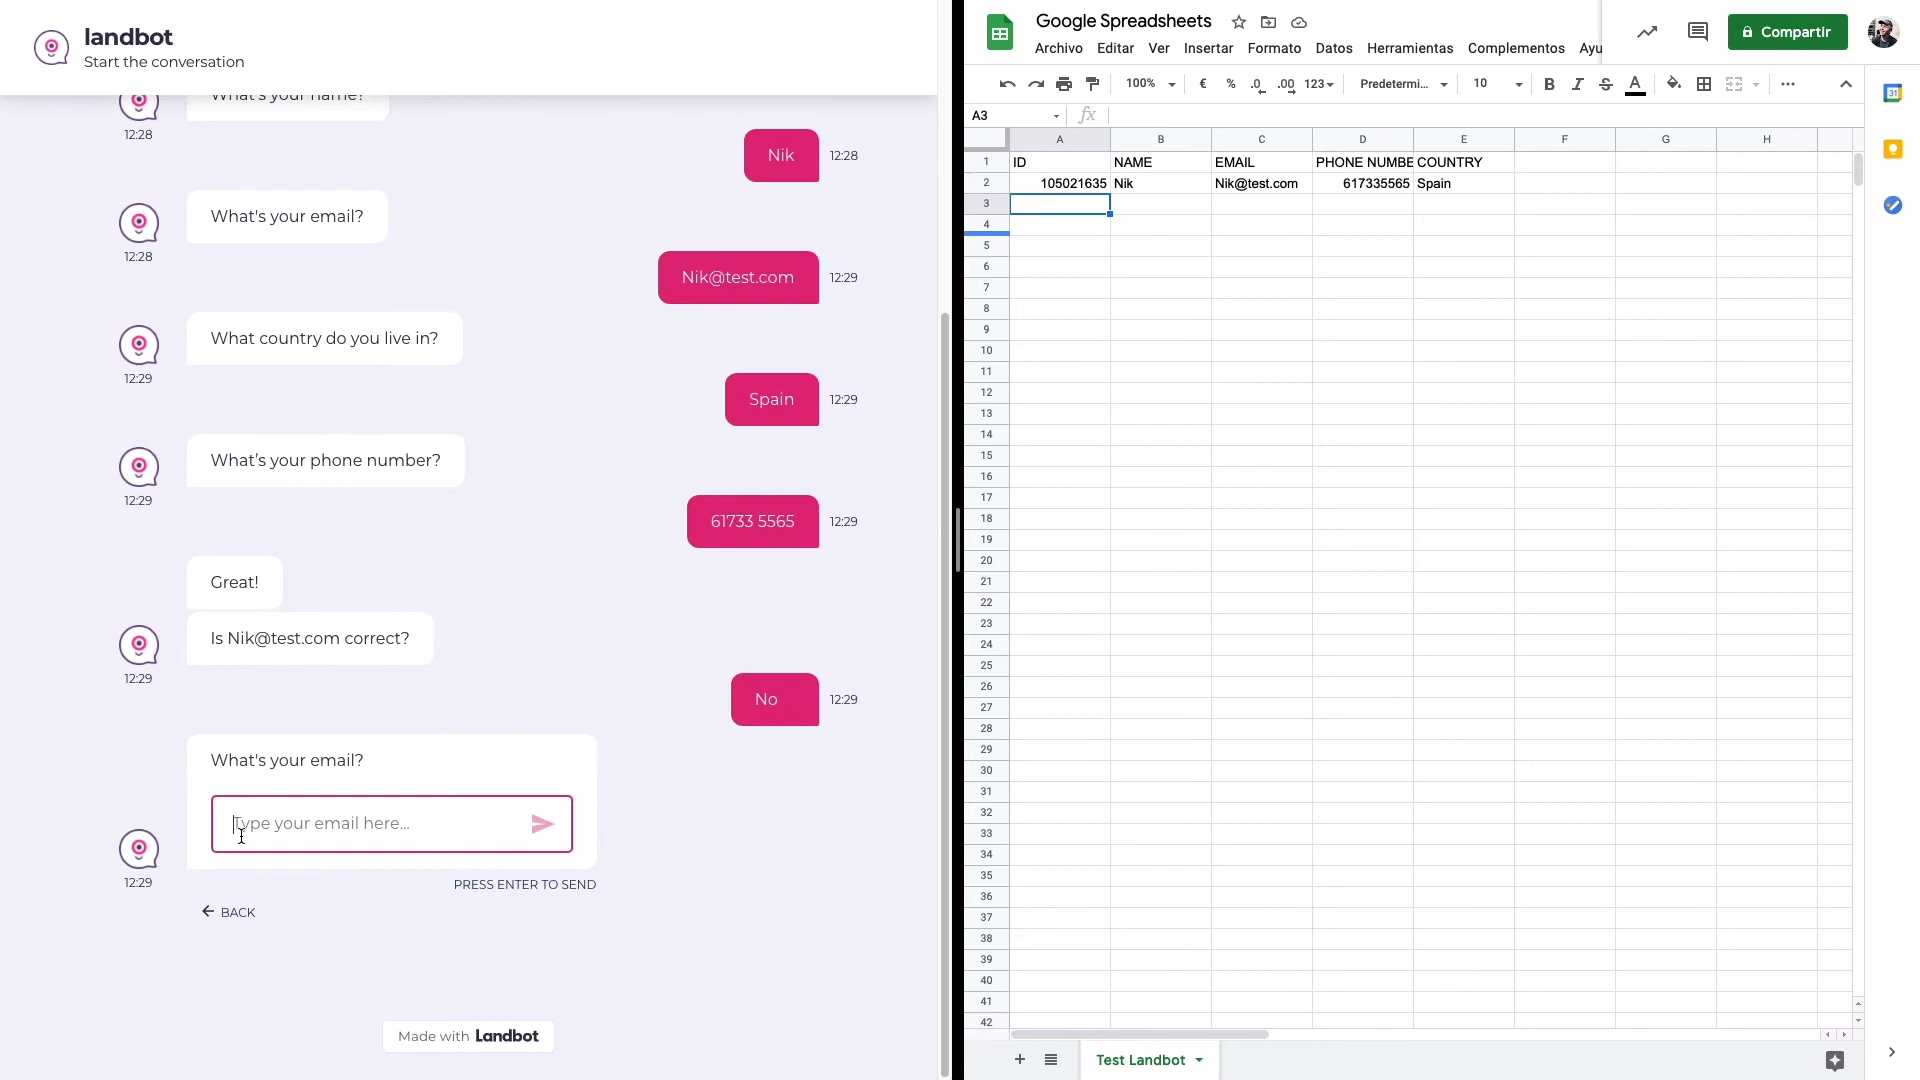 landbot
Start the conversation
What's your name?
12:28
Nik
12:28
What's your email?
12:28
Nik@test.com
12:29
What country do you live in?
12:29
Spain
12:29
What's your phone number?
12:29
61733 5565
12:29
Great!
Is Nik@test.com correct?
12:29
No
12:29
What's your email?
Type your email here...
12:29
PRESS ENTER TO SEND
BACK
Made with Landbot
Google Spreadsheets
Archivo Editar Ver Insertar Formato Datos Herramientas Complementos Ayu
Compartir
100% € % .0 .00 123 Predetermi... 10 B I S A
A3 fx
A B C D E F G H
1 ID NAME EMAIL PHONE NUMBE COUNTRY
2 105021635 Nik Nik@test.com 617335565 Spain
3
4
5
6
7
8
9
10
11
12
13
14
15
16
17
18
19
20
21
22
23
24
25
26
27
28
29
30
31
32
33
34
35
36
37
38
39
40
41
42
Test Landbot
31